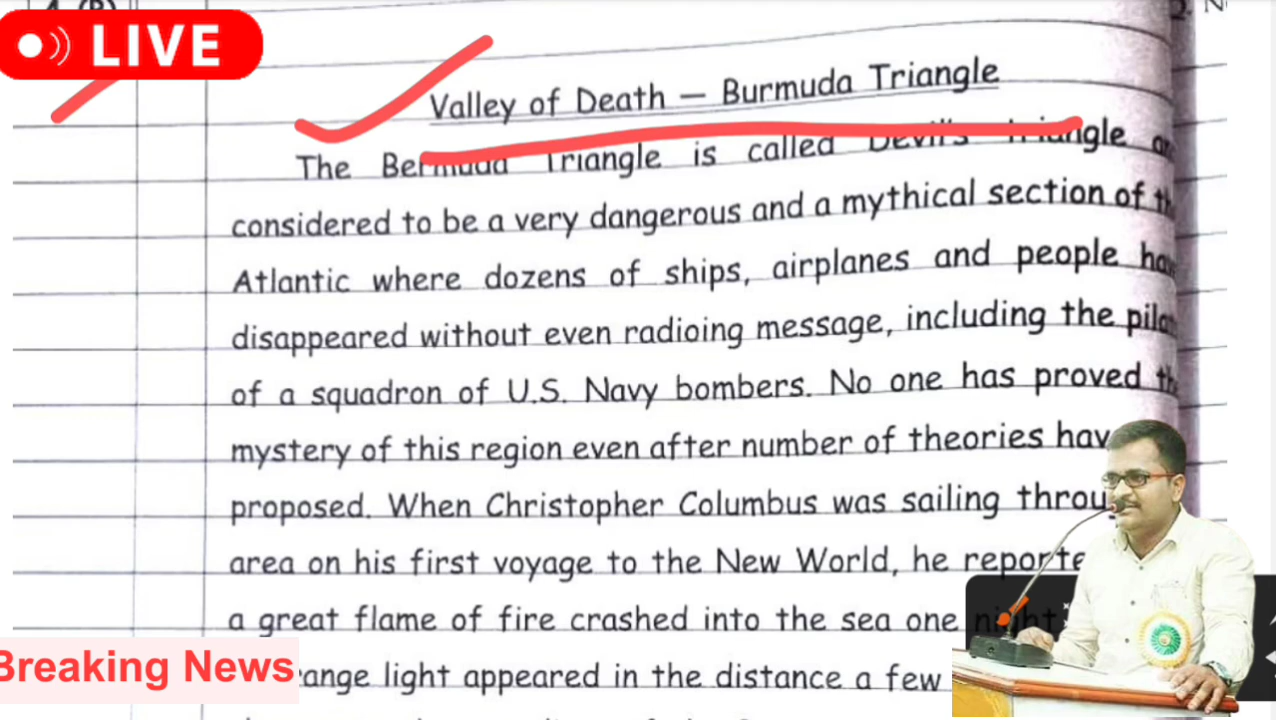 LIVE
Valley of Death — Burmuda Triangle
The Bermuda Triangle is called Devil's Triangle
considered to be a very dangerous and a mythical section of
Atlantic where dozens of ships, airplanes and people
disappeared without even radioing message, including the
of a squadron of U.S. Navy bombers. No one has proved
mystery of this region even after number of theories
proposed. When Christopher Columbus was sailing
area on his first voyage to the New World, he
a great flame of fire crashed into the sea one night
light appeared in the distance a few
Breaking News